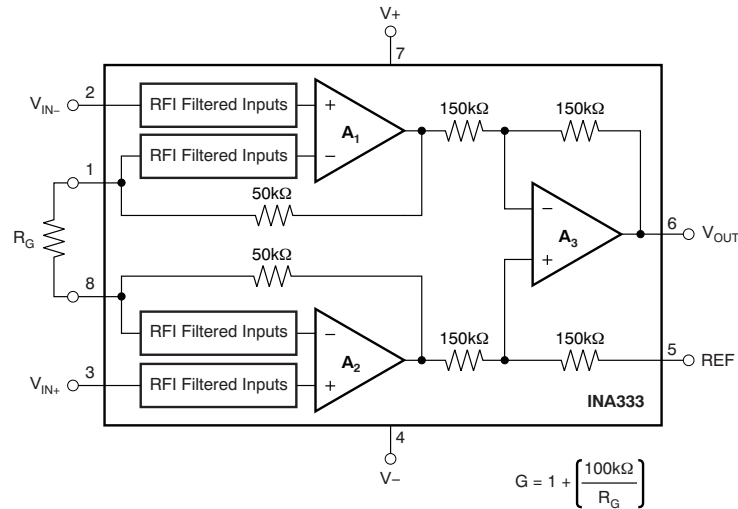 V+
7
2
V_IN−
RFI Filtered Inputs
+
A_1
150kΩ
150kΩ
1
RFI Filtered Inputs
−
50kΩ
−
A_3
6
V_OUT
R_G
+
8
50kΩ
RFI Filtered Inputs
−
A_2
150kΩ
150kΩ
5
REF
3
V_IN+
RFI Filtered Inputs
+
INA333
4
V−
G = 1 + (100kΩ / R_G)